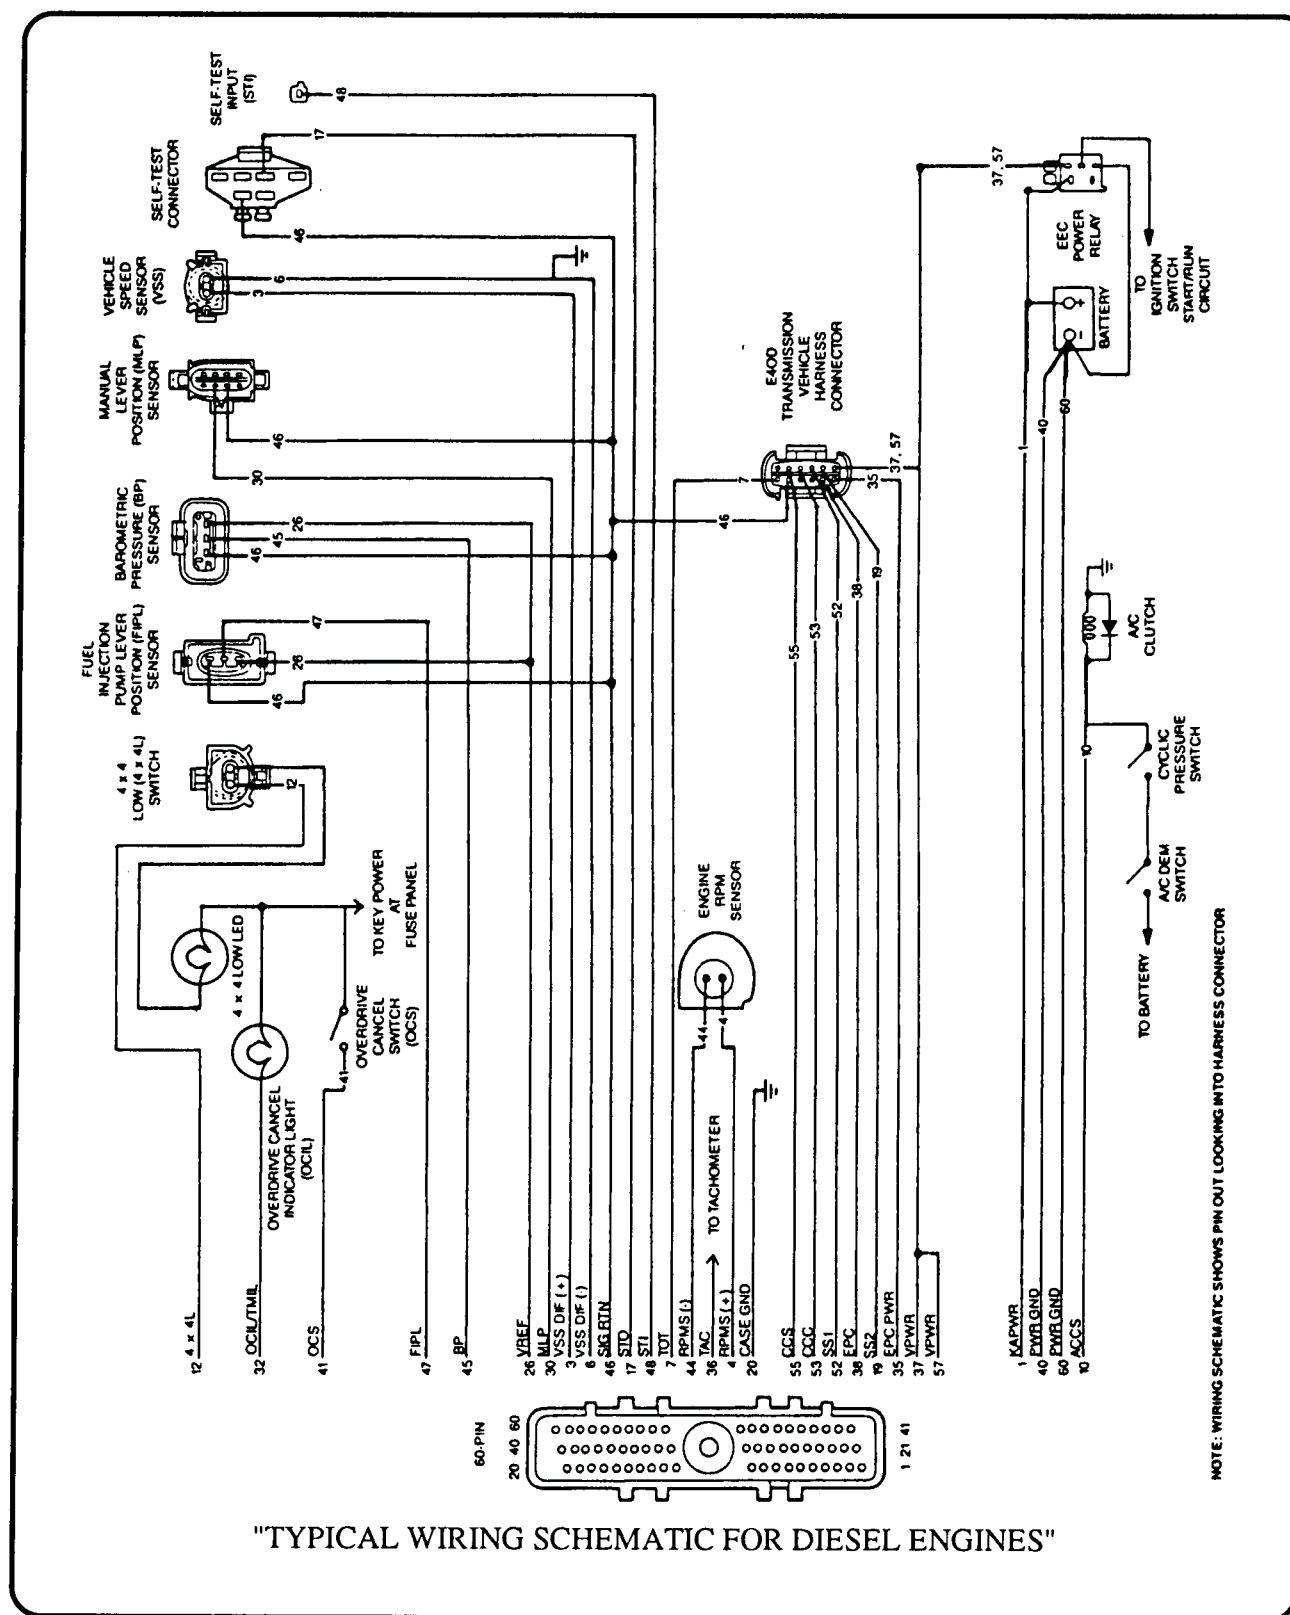 SELF-TEST
INPUT
(STI)
48
SELF-TEST
CONNECTOR
17
46
VEHICLE
SPEED
SENSOR
(VSS)
6
3
MANUAL
LEVER
POSITION (MLP)
SENSOR
46
30
BAROMETRIC
PRESSURE (BP)
SENSOR
26
45
46
FUEL
INJECTION
PUMP LEVER
POSITION (FIPL)
SENSOR
47
26
46
4 x 4
LOW (4 x 4L)
SWITCH
12
4 x 4 LOW LED
TO KEY POWER
AT
FUSE PANEL
OVERDRIVE
CANCEL
SWITCH
(OCS)
41
OVERDRIVE CANCEL
INDICATOR LIGHT
(OCIL)
E4OD
TRANSMISSION
VEHICLE
HARNESS
CONNECTOR
7
46
37, 57
35
55
53
52
38
19
37, 57
EEC
POWER
RELAY
TO
IGNITION
SWITCH
START/RUN
CIRCUIT
+
-
BATTERY
1
40
60
A/C
CLUTCH
10
CYCLIC
PRESSURE
SWITCH
A/C DEM
SWITCH
TO BATTERY
ENGINE
RPM
SENSOR
44
4
TO TACHOMETER
4 x 4L
12
OCIL/TMIL
32
OCS
41
FIPL
47
BP
45
VREF
26
MLP
30
VSS DIF (+)
3
VSS DIF (-)
6
SIG RTN
46
STO
17
STI
48
TOT
7
RPMS (-)
44
TAC
36
RPMS (+)
4
CASE GND
20
CCS
55
CCC
53
SS1
52
EPC
38
SS2
19
EPC PWR
35
VPWR
37
VPWR
57
KAPWR
1
PWR GND
40
PWR GND
60
ACCS
10
60-PIN
20 40 60
1 21 41
NOTE: WIRING SCHEMATIC SHOWS PIN OUT LOOKING INTO HARNESS CONNECTOR
"TYPICAL WIRING SCHEMATIC FOR DIESEL ENGINES"